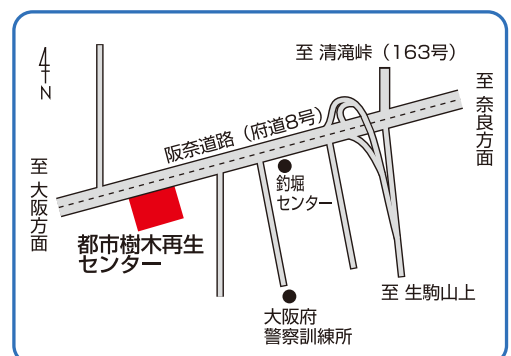 N
至 清滝峠（163号）
至 奈良方面
阪奈道路（府道8号）
至 大阪方面
釣堀
センター
都市樹木再生
センター
至 生駒山上
大阪府
警察訓練所